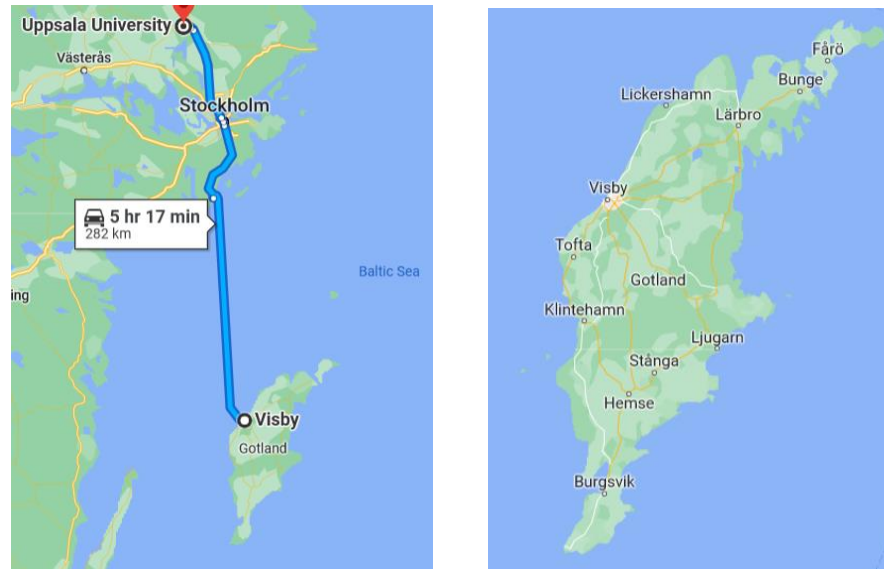 Uppsala University
Västerås
Stockholm
5 hr 17 min
282 km
Baltic Sea
ing
Visby
Gotland
Fårö
Bunge
Lickershamn
Lärbro
Visby
Tofta
Gotland
Klintehamn
Ljugarn
Stånga
Hemse
Burgsvik